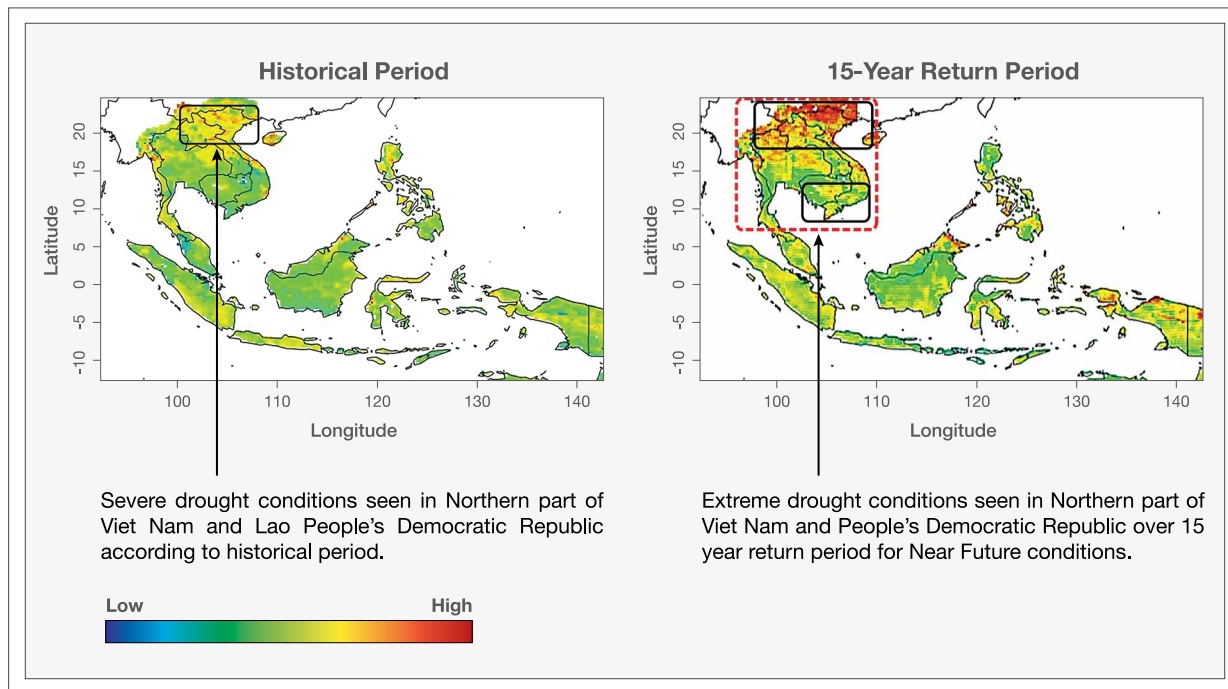 Historical Period
Latitude
20
15
10
5
0
-5
-10
100
110
120
130
140
Longitude
Severe drought conditions seen in Northern part of
Viet Nam and Lao People's Democratic Republic
according to historical period.
15-Year Return Period
Latitude
20
15
10
5
0
-5
-10
100
110
120
130
140
Longitude
Extreme drought conditions seen in Northern part of
Viet Nam and People's Democratic Republic over 15
year return period for Near Future conditions.
Low
High